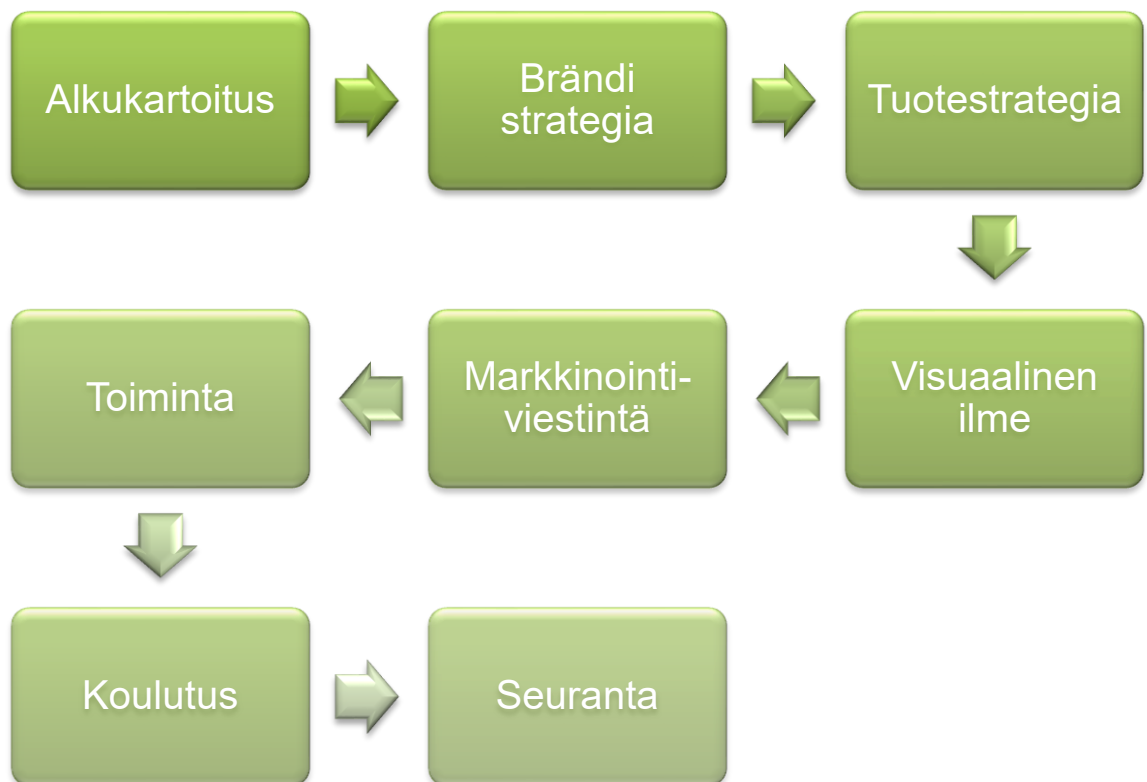 Alkukartoitus
Brändi
strategia
Tuotestrategia
Visuaalinen
ilme
Markkinointi-
viestintä
Toiminta
Koulutus
Seuranta